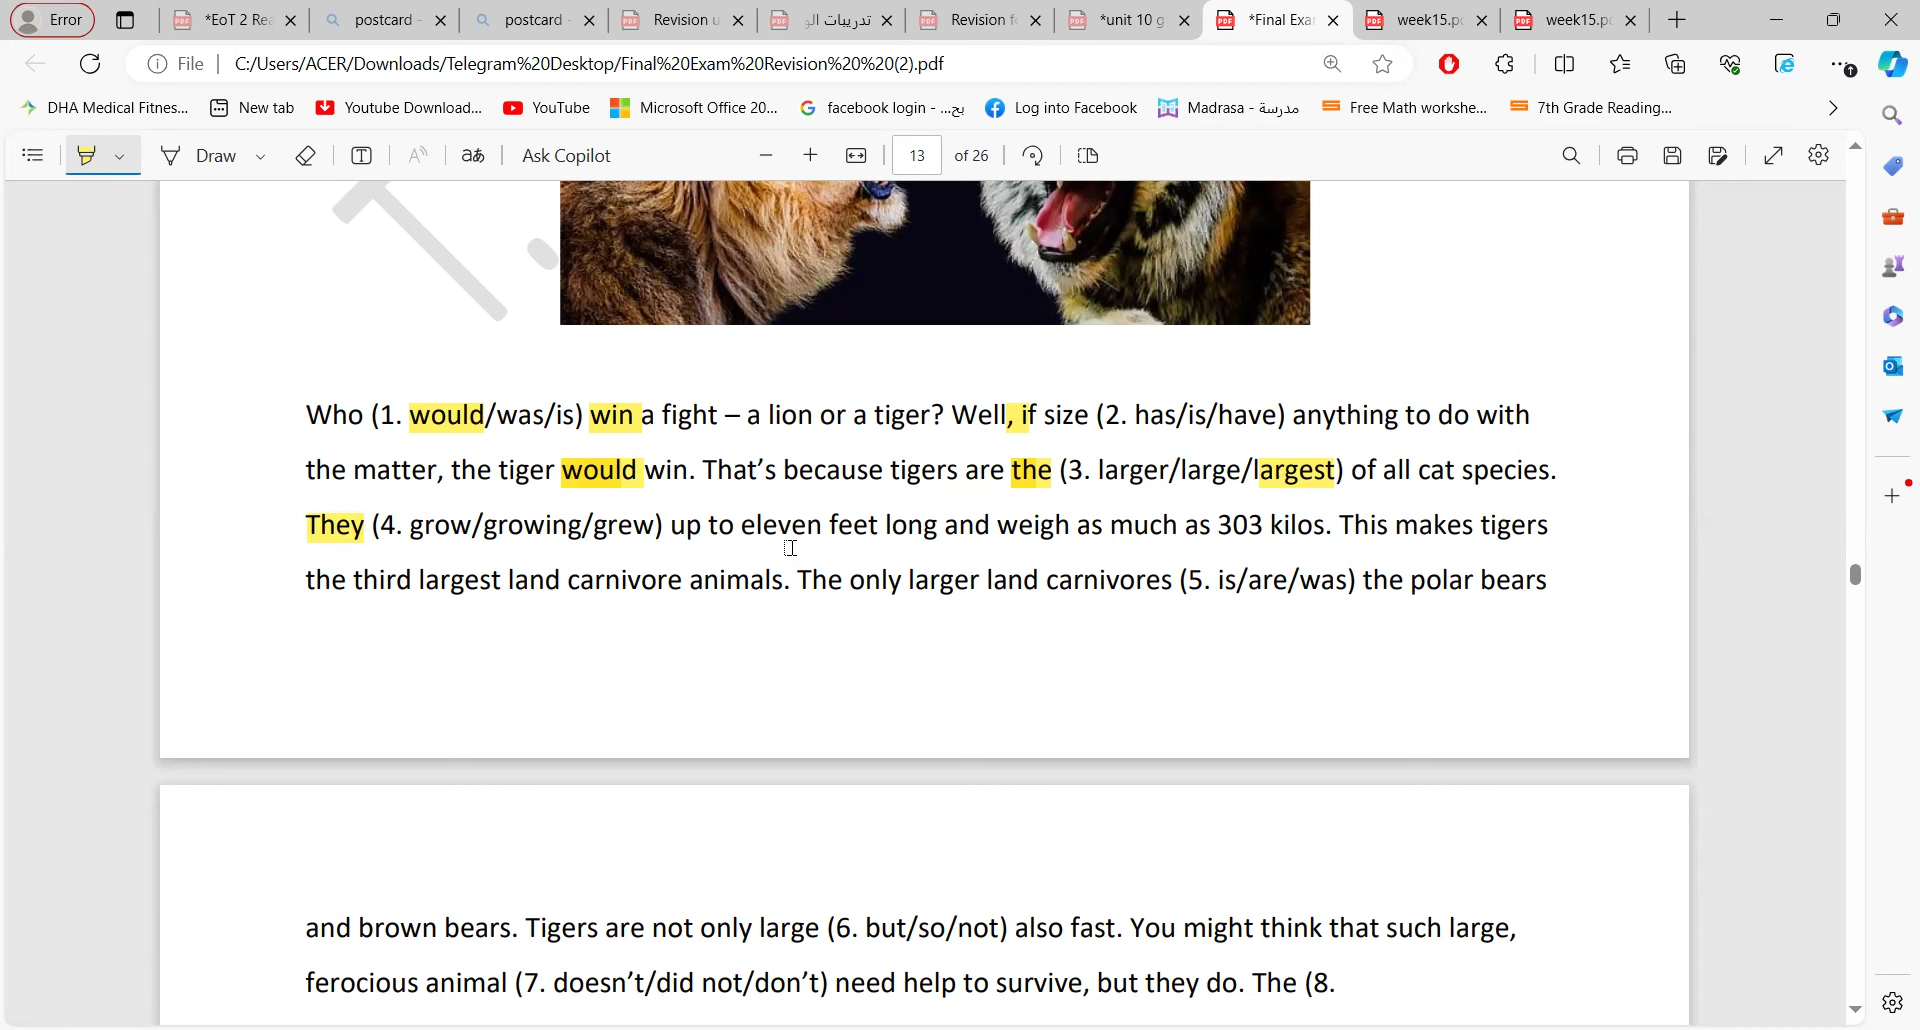 Error
*EoT 2 Rea
postcard -
postcard -
Revision u
تدريبات الو
Revision fo
*unit 10 g
*Final Exa
week15.pd
week15.pd
File
C:/Users/ACER/Downloads/Telegram%20Desktop/Final%20Exam%20Revision%20%20(2).pdf
DHA Medical Fitnes...
New tab
Youtube Download...
YouTube
Microsoft Office 20...
facebook login - ...بح
Log into Facebook
Madrasa - مدرسة
Free Math workshe...
7th Grade Reading...
Draw
Ask Copilot
13
of 26
T.
Who (1. would/was/is) win a fight – a lion or a tiger? Well, if size (2. has/is/have) anything to do with
the matter, the tiger would win. That’s because tigers are the (3. larger/large/largest) of all cat species.
They (4. grow/growing/grew) up to eleven feet long and weigh as much as 303 kilos. This makes tigers
the third largest land carnivore animals. The only larger land carnivores (5. is/are/was) the polar bears
and brown bears. Tigers are not only large (6. but/so/not) also fast. You might think that such large,
ferocious animal (7. doesn’t/did not/don’t) need help to survive, but they do. The (8.